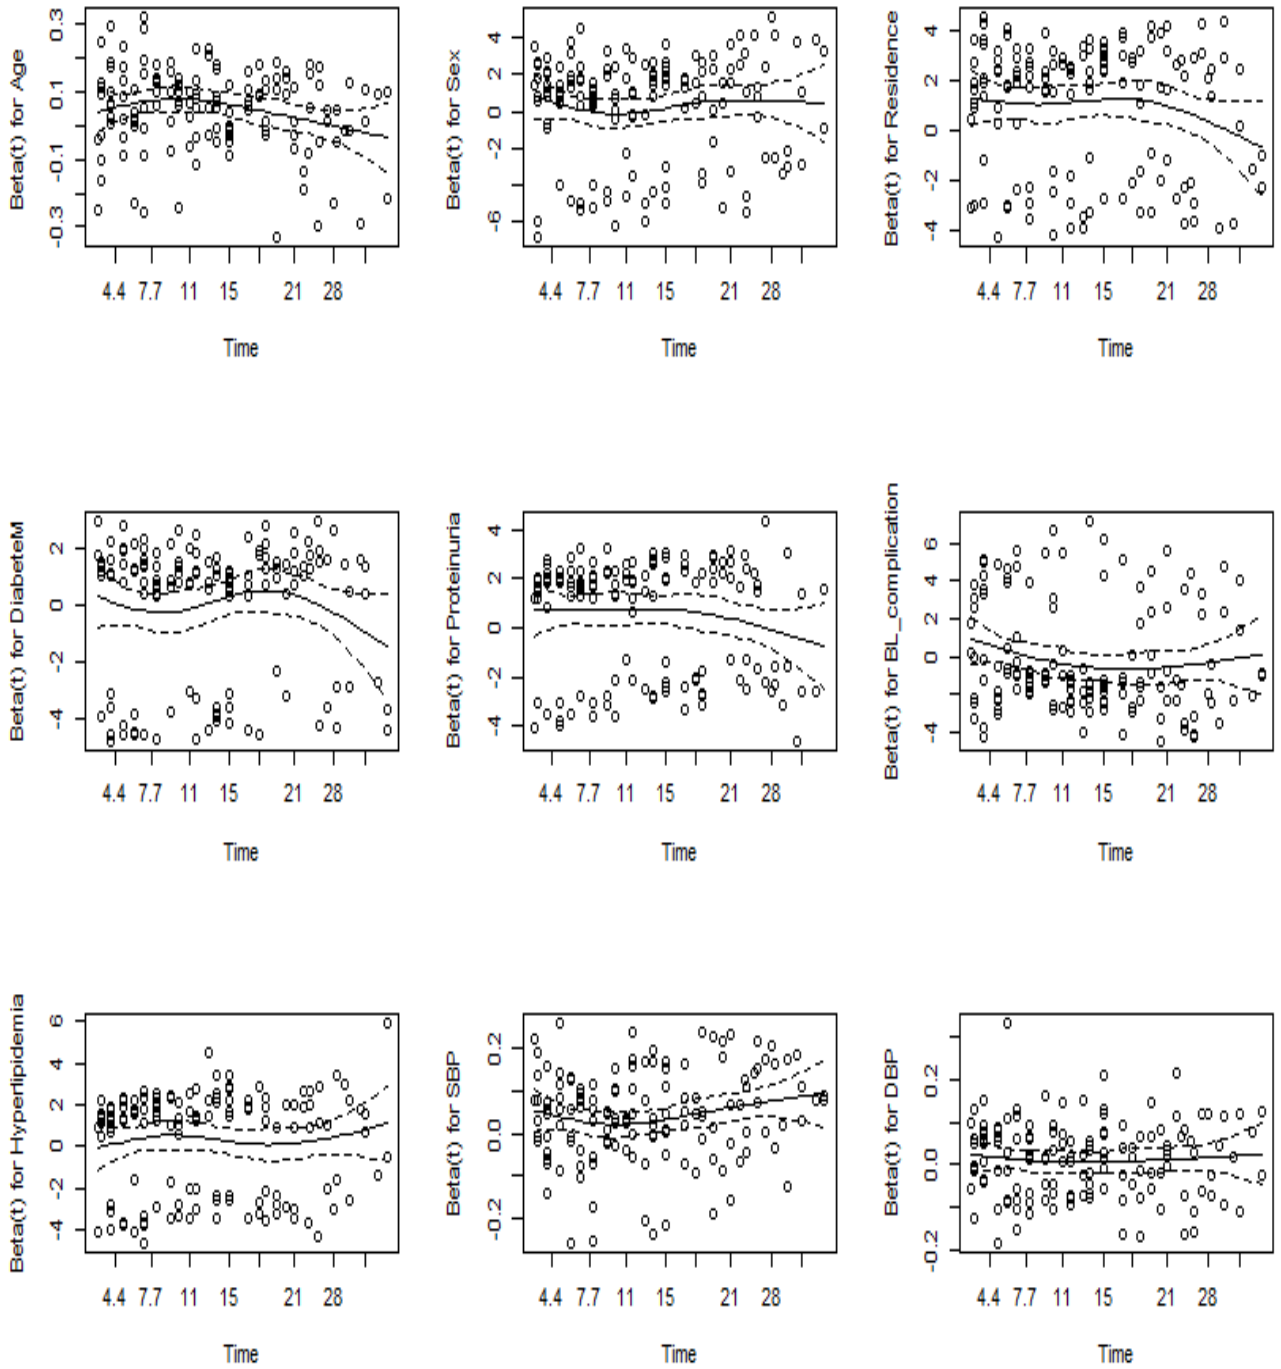 Beta(t) for Age
0.3
0.1
-0.1
-0.3
4.4 7.7 11 15 21 28
Time
Beta(t) for Sex
4
2
0
-2
-6
4.4 7.7 11 15 21 28
Time
Beta(t) for Residence
4
2
0
-2
-4
4.4 7.7 11 15 21 28
Time
Beta(t) for DiabeteM
2
0
-2
-4
4.4 7.7 11 15 21 28
Time
Beta(t) for Proteinuria
4
2
0
-2
-4
4.4 7.7 11 15 21 28
Time
Beta(t) for BL_complication
6
4
2
0
-4
4.4 7.7 11 15 21 28
Time
Beta(t) for Hyperlipidemia
6
4
2
0
-2
-4
4.4 7.7 11 15 21 28
Time
Beta(t) for SBP
0.2
0.0
-0.2
4.4 7.7 11 15 21 28
Time
Beta(t) for DBP
0.2
0.0
-0.2
4.4 7.7 11 15 21 28
Time